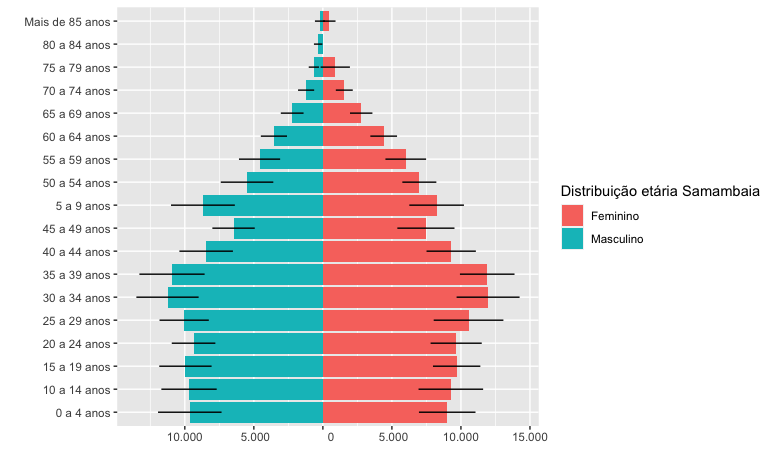 Mais de 85 anos
80 a 84 anos
75 a 79 anos
70 a 74 anos
65 a 69 anos
60 a 64 anos
55 a 59 anos
50 a 54 anos
5 a 9 anos
45 a 49 anos
40 a 44 anos
35 a 39 anos
30 a 34 anos
25 a 29 anos
20 a 24 anos
15 a 19 anos
10 a 14 anos
0 a 4 anos
10.000 5.000 0 5.000 10.000 15.000
Distribuição etária Samambaia
Feminino
Masculino